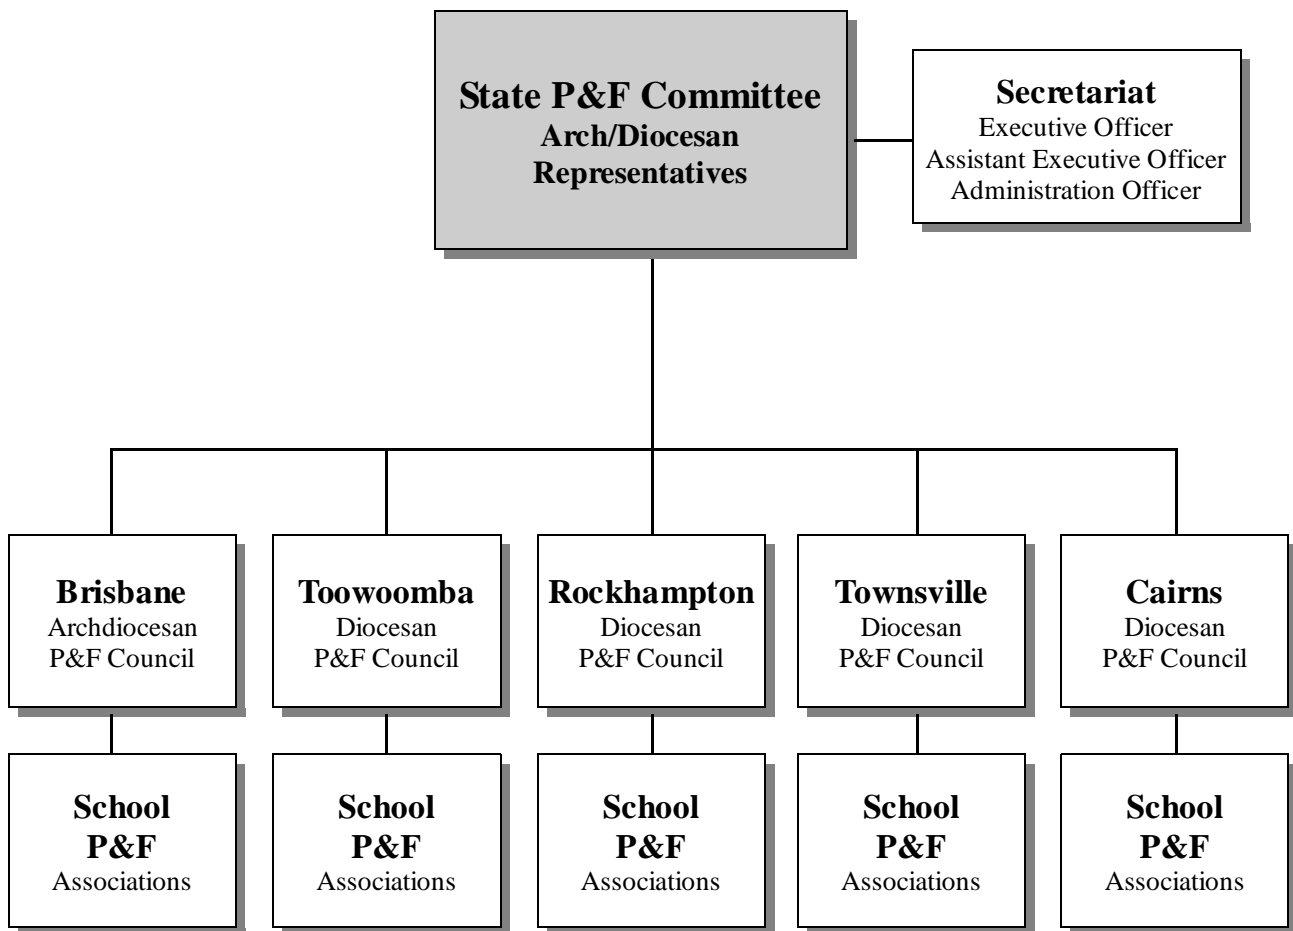 State P&F Committee
Arch/Diocesan
Representatives
Secretariat
Executive Officer
Assistant Executive Officer
Administration Officer
Brisbane
Archdiocesan
P&F Council
Toowoomba
Diocesan
P&F Council
Rockhampton
Diocesan
P&F Council
Townsville
Diocesan
P&F Council
Cairns
Diocesan
P&F Council
School
P&F
Associations
School
P&F
Associations
School
P&F
Associations
School
P&F
Associations
School
P&F
Associations